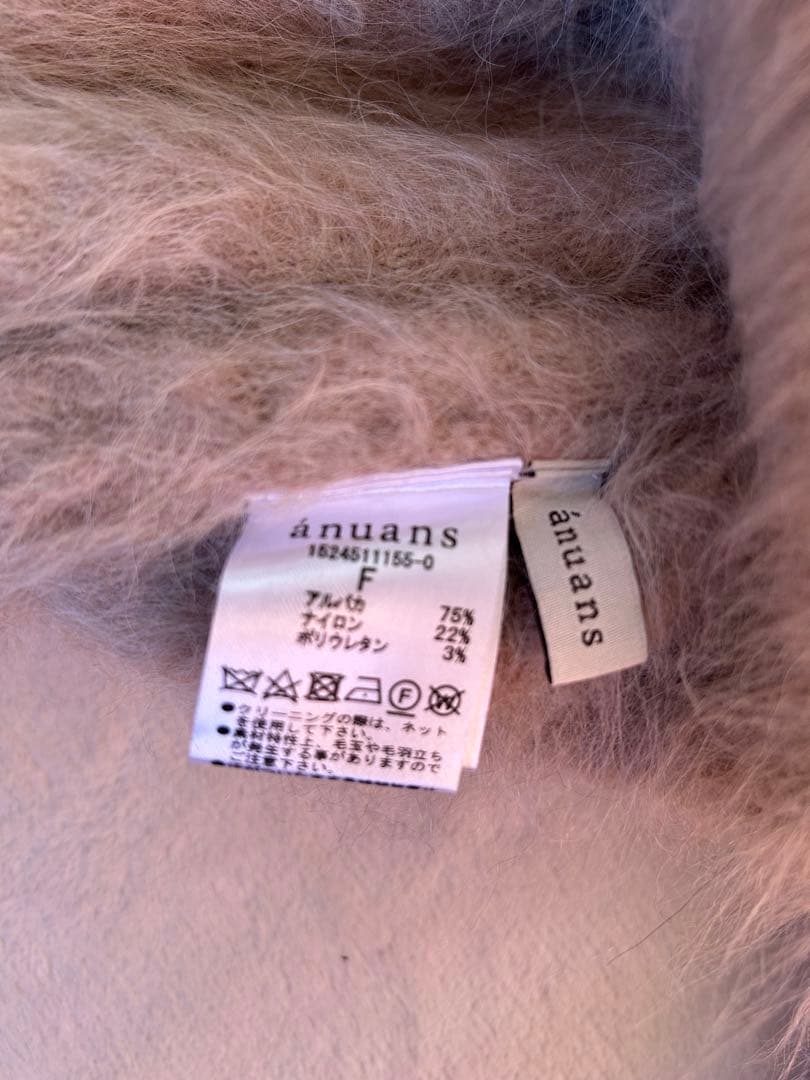 ánuans
1524511155-0
F
アルパカ 75%
ナイロン 22%
ポリウレタン 3%
F W
●クリーニングの際は、ネット
を使用して下さい。
●素材特性上、毛玉や毛羽立ち
が発生する事がありますので
ご注意下さい。
ánuans